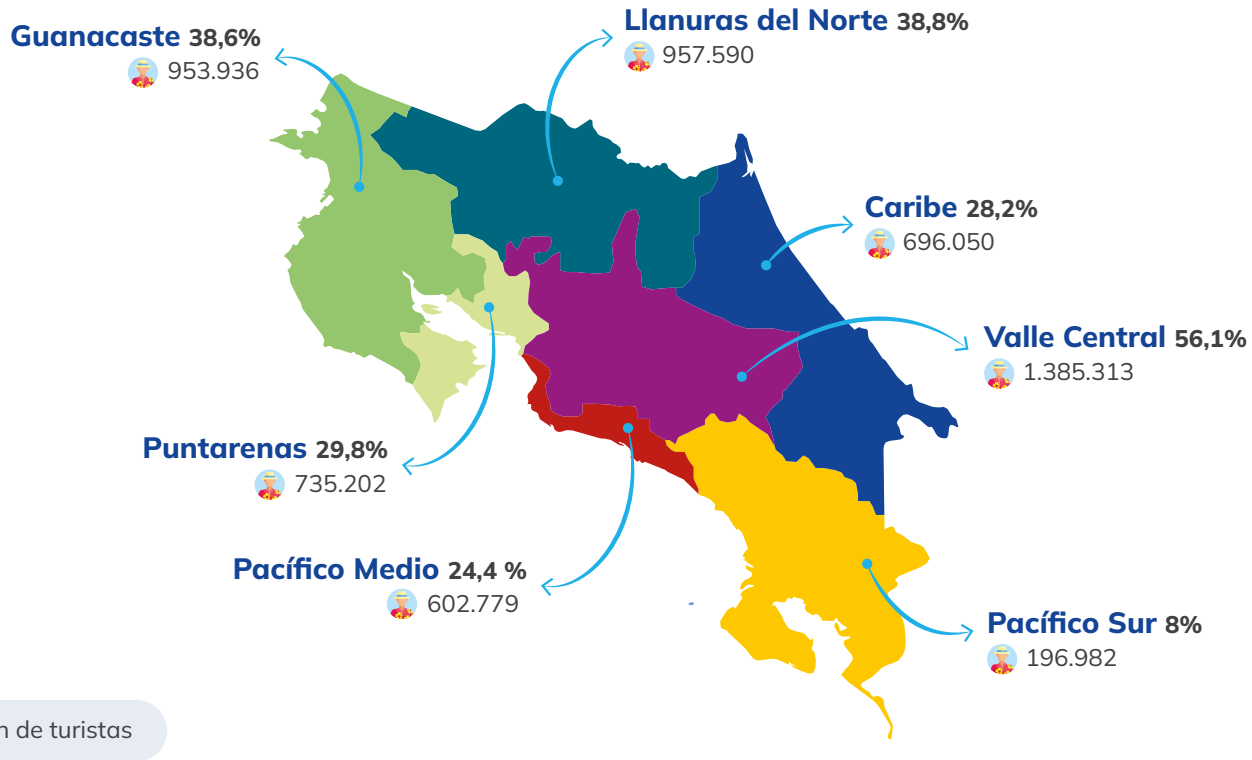 Guanacaste 38,6%
953.936
Llanuras del Norte 38,8%
957.590
Caribe 28,2%
696.050
Valle Central 56,1%
1.385.313
Puntarenas 29,8%
735.202
Pacífico Medio 24,4 %
602.779
Pacífico Sur 8%
196.982
de turistas